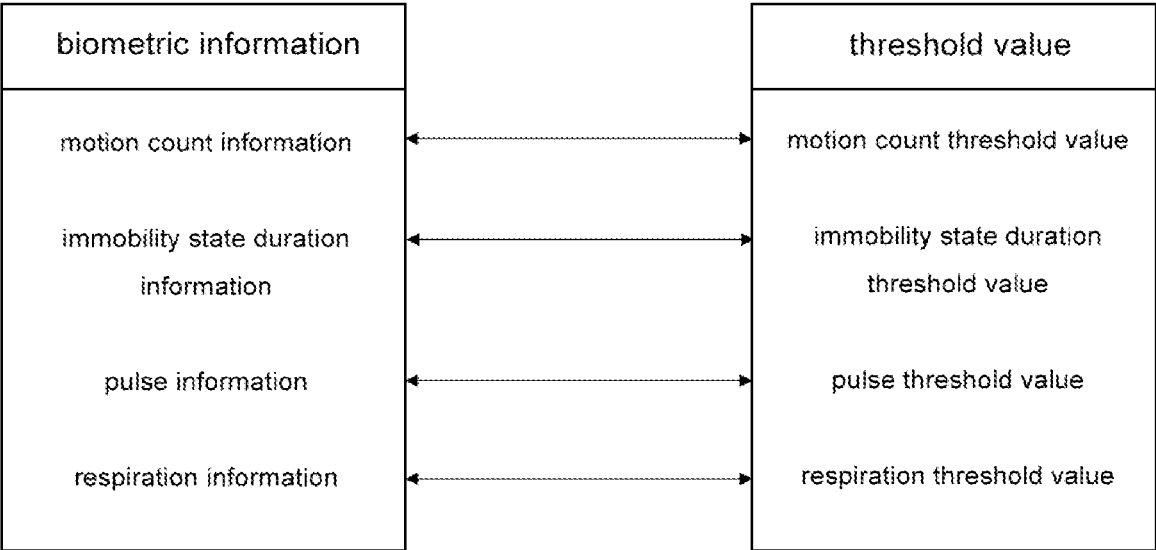 biometric information
threshold value
motion count information
motion count threshold value
immobility state duration
information
immobility state duration
threshold value
pulse information
pulse threshold value
respiration information
respiration threshold value